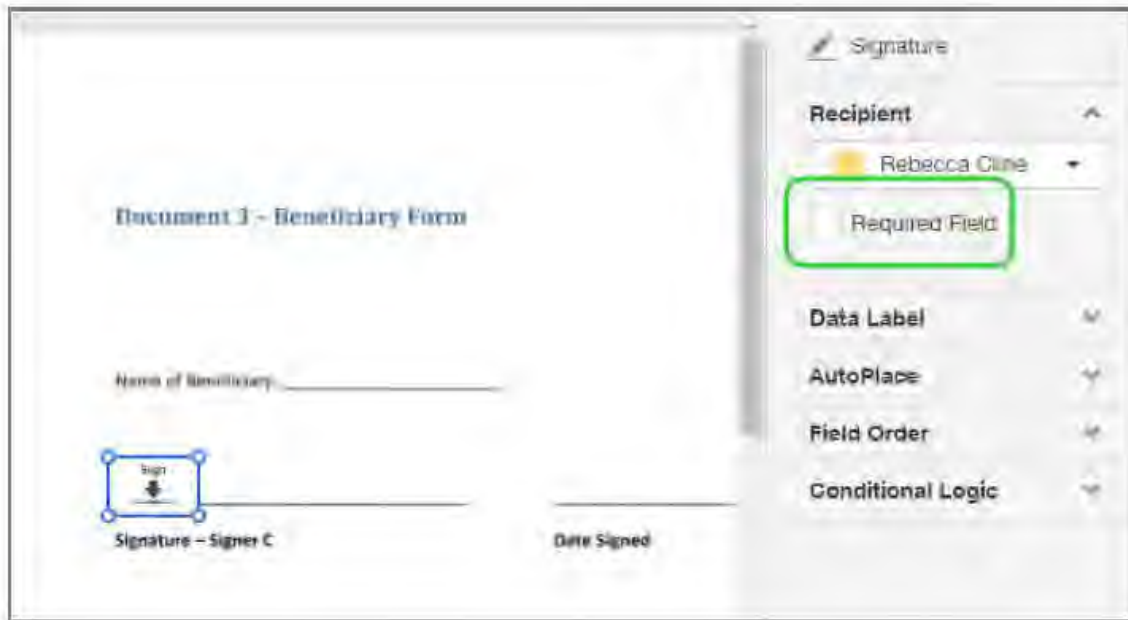 Document 3 – Beneficiary Form
Name of Beneficiary
Sign
Signature – Signer C
Date Signed
Signature
Recipient
Rebecca Cline
Required Field
Data Label
AutoPlace
Field Order
Conditional Logic